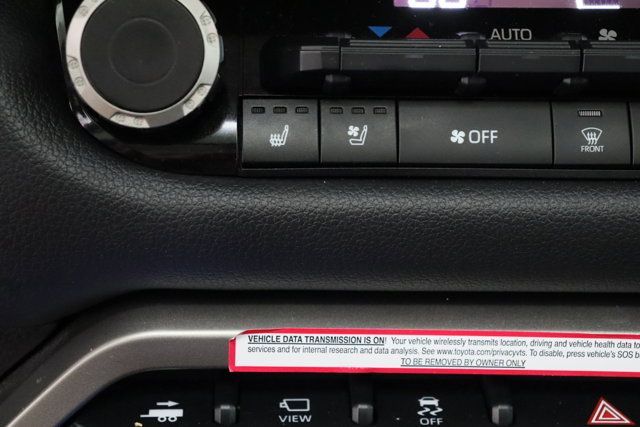 AUTO
OFF
FRONT
VEHICLE DATA TRANSMISSION IS ON! Your vehicle wirelessly transmits location, driving and vehicle health data to
services and for internal research and data analysis. See www.toyota.com/privacyvts. To disable, press vehicle's SOS b
TO BE REMOVED BY OWNER ONLY
VIEW
OFF